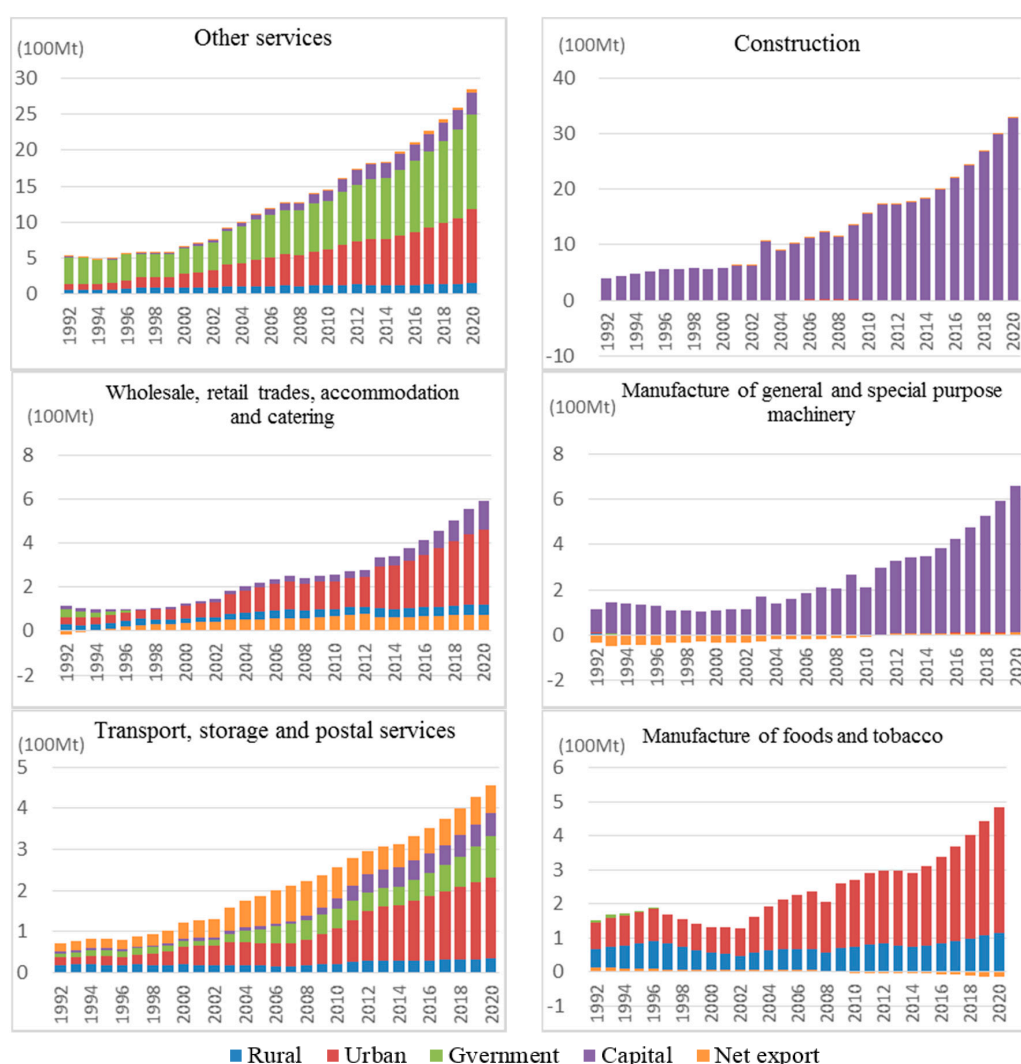 Other services
(100Mt)
30
25
20
15
10
5
0
1992 1994 1996 1998 2000 2002 2004 2006 2008 2010 2012 2014 2016 2018 2020
Construction
(100Mt)
40
30
20
10
0
-10
1992 1994 1996 1998 2000 2002 2004 2006 2008 2010 2012 2014 2016 2018 2020
Wholesale, retail trades, accommodation
and catering
(100Mt)
8
6
4
2
0
-2
1992 1994 1996 1998 2000 2002 2004 2006 2008 2010 2012 2014 2016 2018 2020
Manufacture of general and special purpose
machinery
(100Mt)
8
6
4
2
0
-2
1992 1994 1996 1998 2000 2002 2004 2006 2008 2010 2012 2014 2016 2018 2020
Transport, storage and postal services
(100Mt)
5
4
3
2
1
0
1992 1994 1996 1998 2000 2002 2004 2006 2008 2010 2012 2014 2016 2018 2020
Manufacture of foods and tobacco
(100Mt)
6
5
4
3
2
1
0
-1
1992 1994 1996 1998 2000 2002 2004 2006 2008 2010 2012 2014 2016 2018 2020
Rural Urban Gvernment Capital Net export